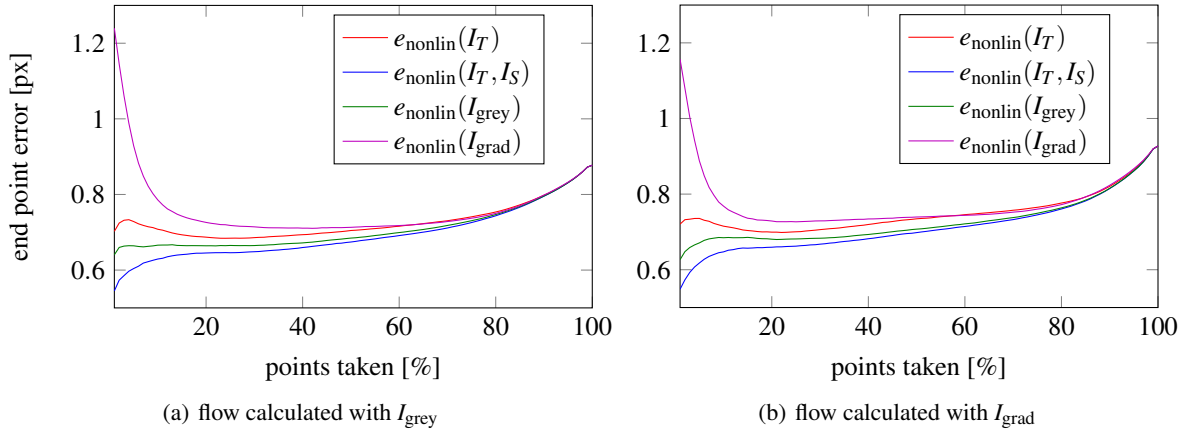 end point error [px]
1.2
1
0.8
0.6
20 40 60 80 100
points taken [%]
e_nonlin(I_T)
e_nonlin(I_T, I_S)
e_nonlin(I_grey)
e_nonlin(I_grad)
(a) flow calculated with I_grey
1.2
1
0.8
0.6
20 40 60 80 100
points taken [%]
e_nonlin(I_T)
e_nonlin(I_T, I_S)
e_nonlin(I_grey)
e_nonlin(I_grad)
(b) flow calculated with I_grad